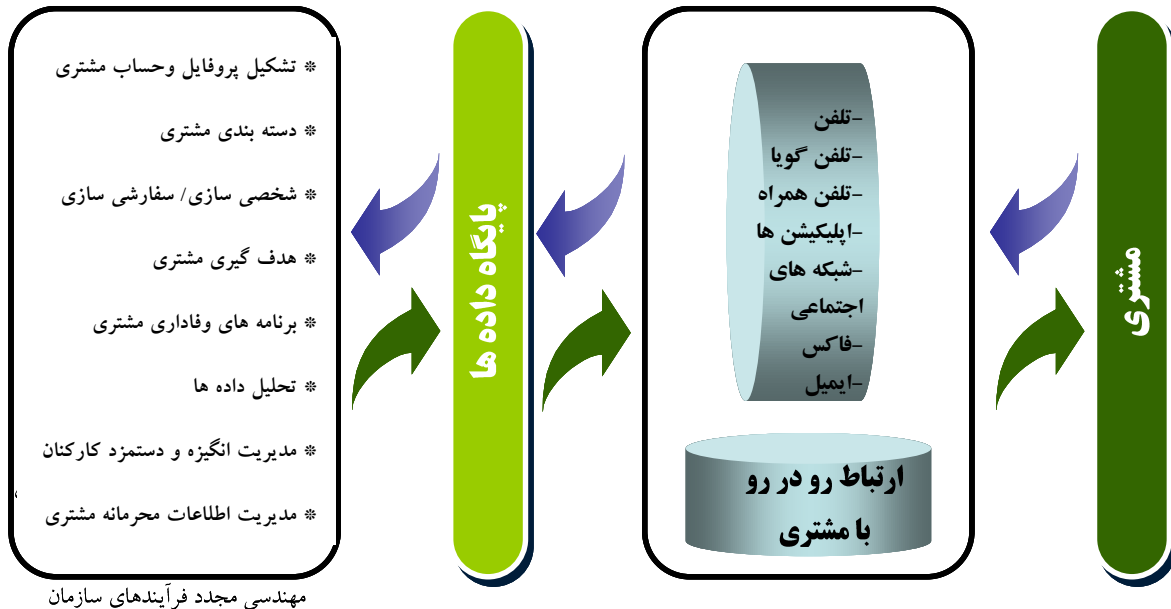 مشتری
-تلفن
-تلفن گویا
-تلفن همراه
-اپلیکیشن ها
-شبکه های
اجتماعی
-فاکس
-ایمیل
ارتباط رو در رو
با مشتری
پایگاه داده ها
* تشکیل پروفایل وحساب مشتری
* دسته بندی مشتری
* شخصی سازی/ سفارشی سازی
* هدف گیری مشتری
* برنامه های وفاداری مشتری
* تحلیل داده ها
* مدیریت انگیزه و دستمزد کارکنان
* مدیریت اطلاعات محرمانه مشتری
،
مهندسی مجدد فرآیندهای سازمان